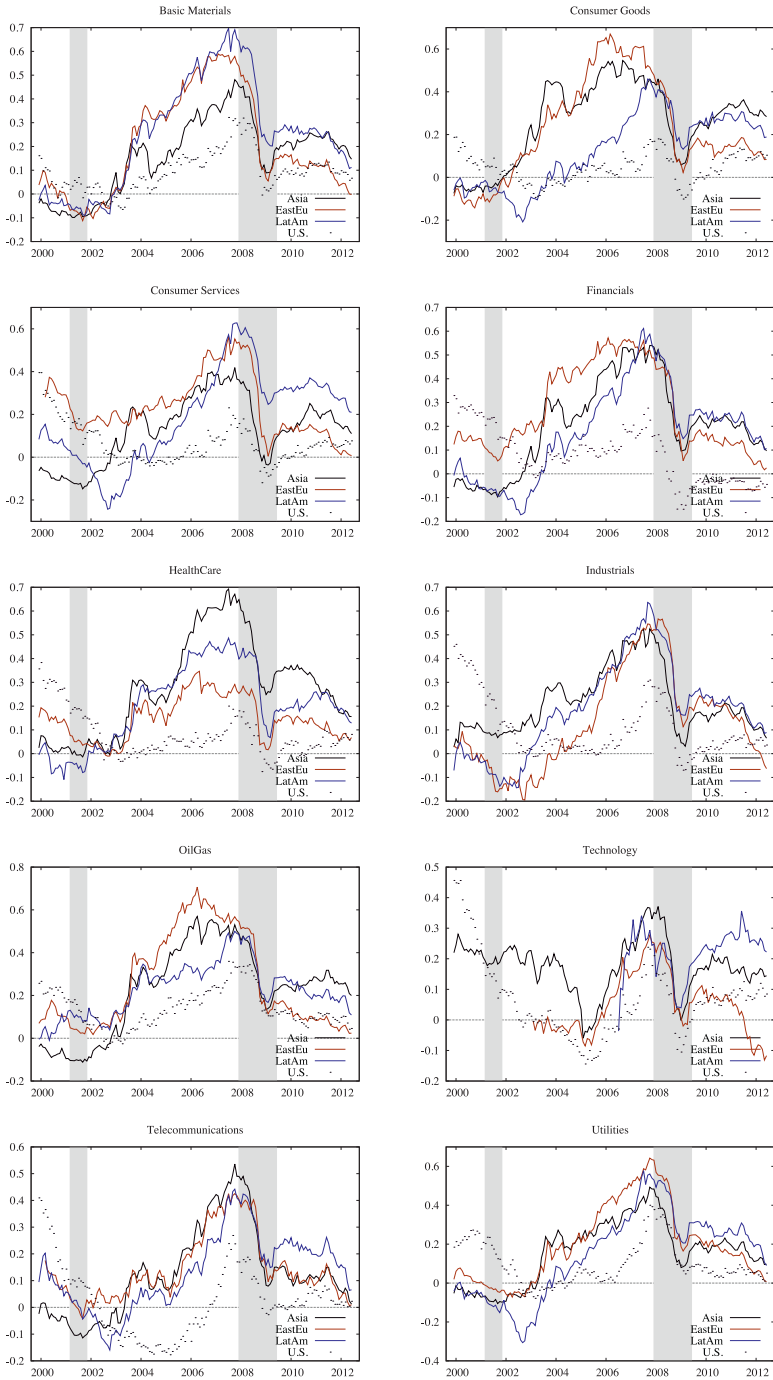 Basic Materials
0.7
0.6
0.5
0.4
0.3
0.2
0.1
0
-0.1
-0.2
Asia
EastEu
LatAm
U.S.
2000 2002 2004 2006 2008 2010 2012
Consumer Goods
0.6
0.4
0.2
0
-0.2
Asia
EastEu
LatAm
U.S.
2000 2002 2004 2006 2008 2010 2012
Consumer Services
0.6
0.4
0.2
0
-0.2
Asia
EastEu
LatAm
U.S.
2000 2002 2004 2006 2008 2010 2012
Financials
0.7
0.6
0.5
0.4
0.3
0.2
0.1
0
-0.1
-0.2
Asia
EastEu
LatAm
U.S.
2000 2002 2004 2006 2008 2010 2012
HealthCare
0.7
0.6
0.5
0.4
0.3
0.2
0.1
0
-0.1
-0.2
Asia
EastEu
LatAm
U.S.
2000 2002 2004 2006 2008 2010 2012
Industrials
0.7
0.6
0.5
0.4
0.3
0.2
0.1
0
-0.1
-0.2
Asia
EastEu
LatAm
U.S.
2000 2002 2004 2006 2008 2010 2012
OilGas
0.8
0.6
0.4
0.2
0
-0.2
Asia
EastEu
LatAm
U.S.
2000 2002 2004 2006 2008 2010 2012
Technology
0.5
0.4
0.3
0.2
0.1
0
-0.1
-0.2
Asia
EastEu
LatAm
U.S.
2000 2002 2004 2006 2008 2010 2012
Telecommunications
0.6
0.5
0.4
0.3
0.2
0.1
0
-0.1
-0.2
Asia
EastEu
LatAm
U.S.
2000 2002 2004 2006 2008 2010 2012
Utilities
0.6
0.4
0.2
0
-0.2
-0.4
Asia
EastEu
LatAm
U.S.
2000 2002 2004 2006 2008 2010 2012